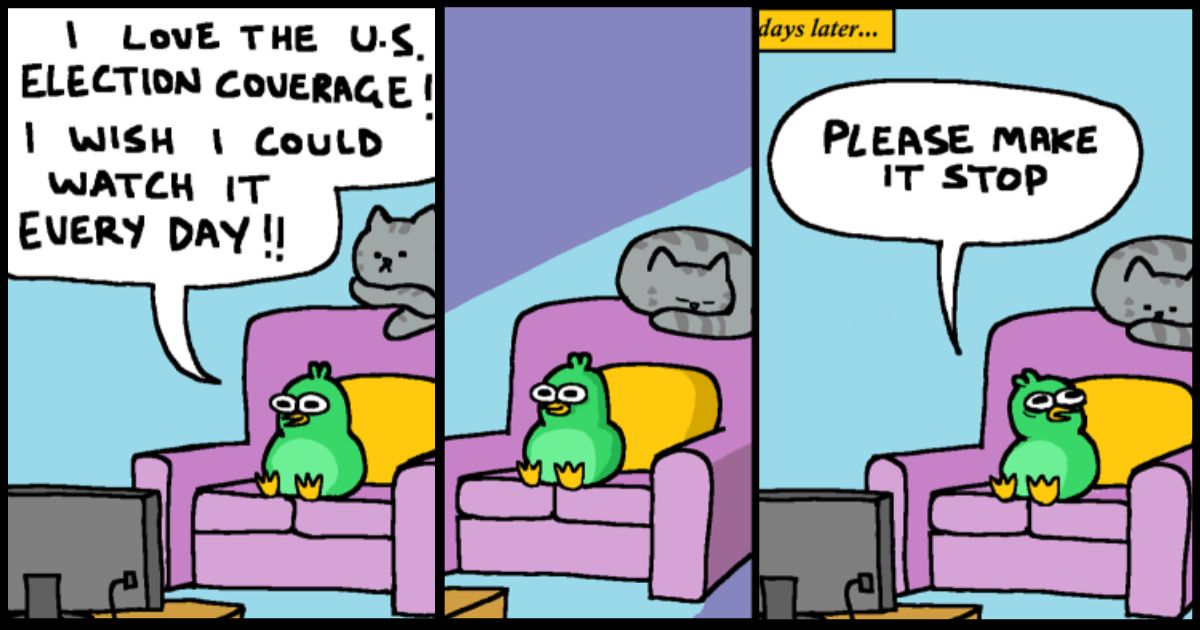 I LOVE THE U.S.
ELECTION COVERAGE!
I WISH I COULD
WATCH IT
EVERY DAY!!
days later...
PLEASE MAKE
IT STOP